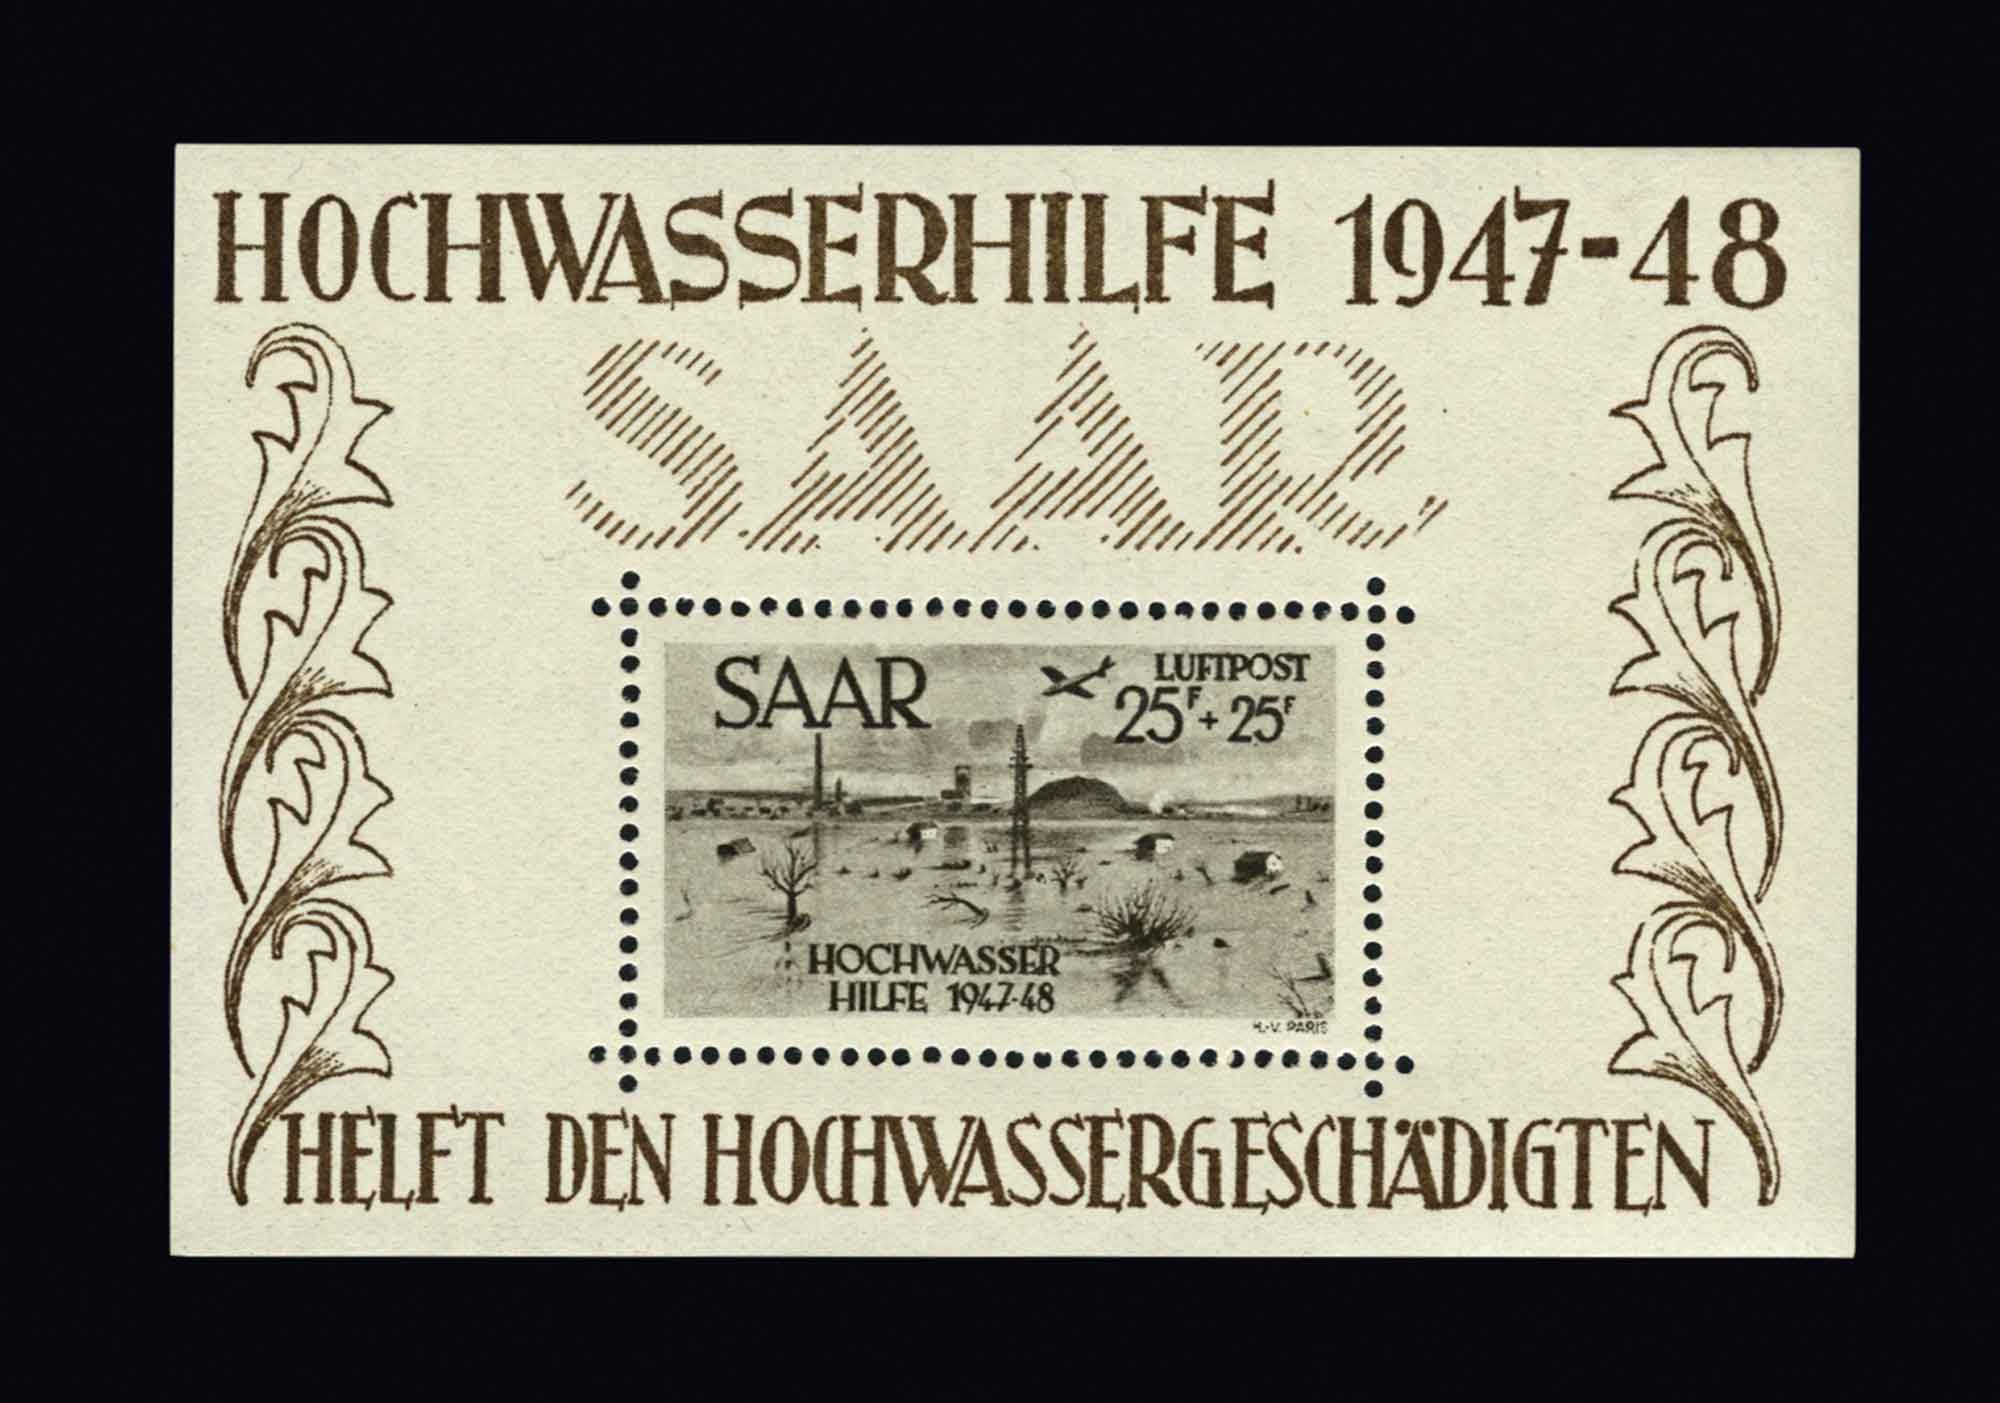 HOCHWASSERHILFE 1947-48
SAAR
SAAR
LUFTPOST
25F + 25F
HOCHWASSER
HILFE 1947-48
H.-V. PARIS
HELFT DEN HOCHWASSERGESCHÄDIGTEN